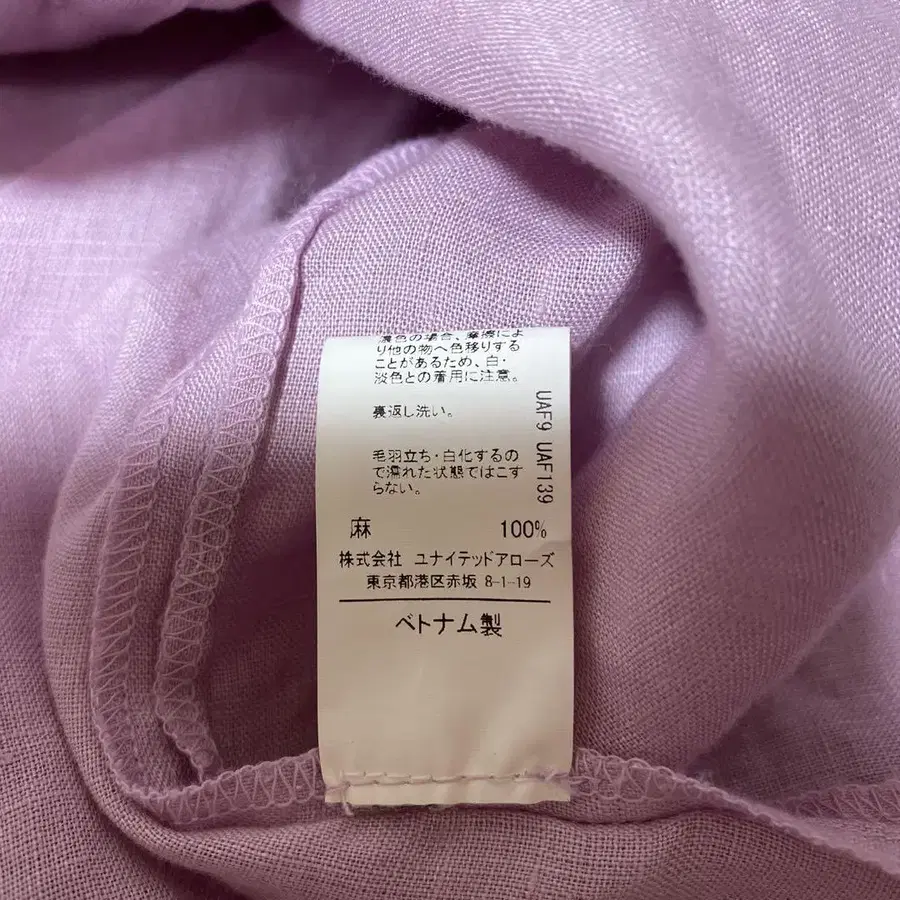 濃色の場合、摩擦によ
り他の物へ色移りする
ことがあるため、白・
淡色との着用に注意。
裏返し洗い。
毛羽立ち・白化するの
で濡れた状態ではこす
らない。
UAF9 UAF139
麻 100%
株式会社 ユナイテッドアローズ
東京都港区赤坂 8-1-19
ベトナム製